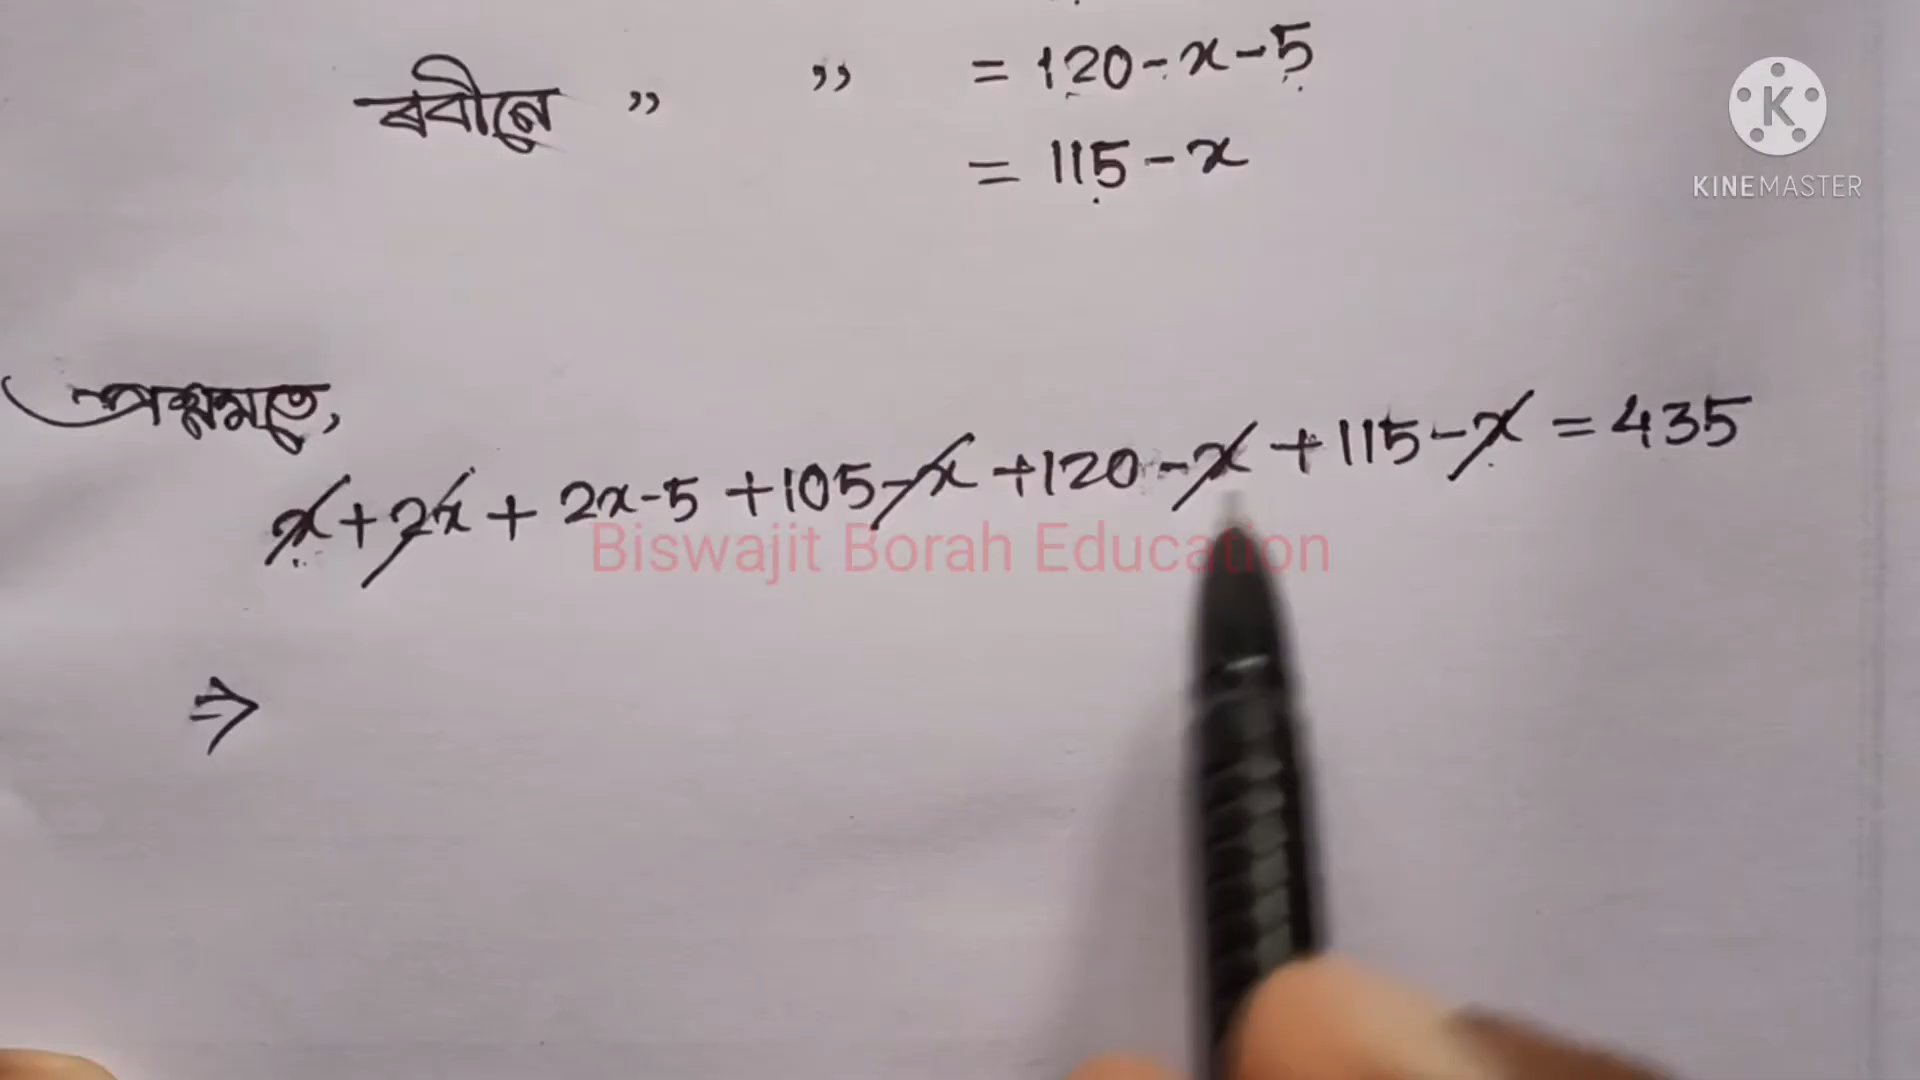 = 120 - x - 5
ৰবীনে " "
= 115 - x
K
KINEMASTER
প্ৰশ্নমতে,
x + 2x + 2x - 5 + 105 - x + 120 - x + 115 - x = 435
Biswajit Borah Education
⇒